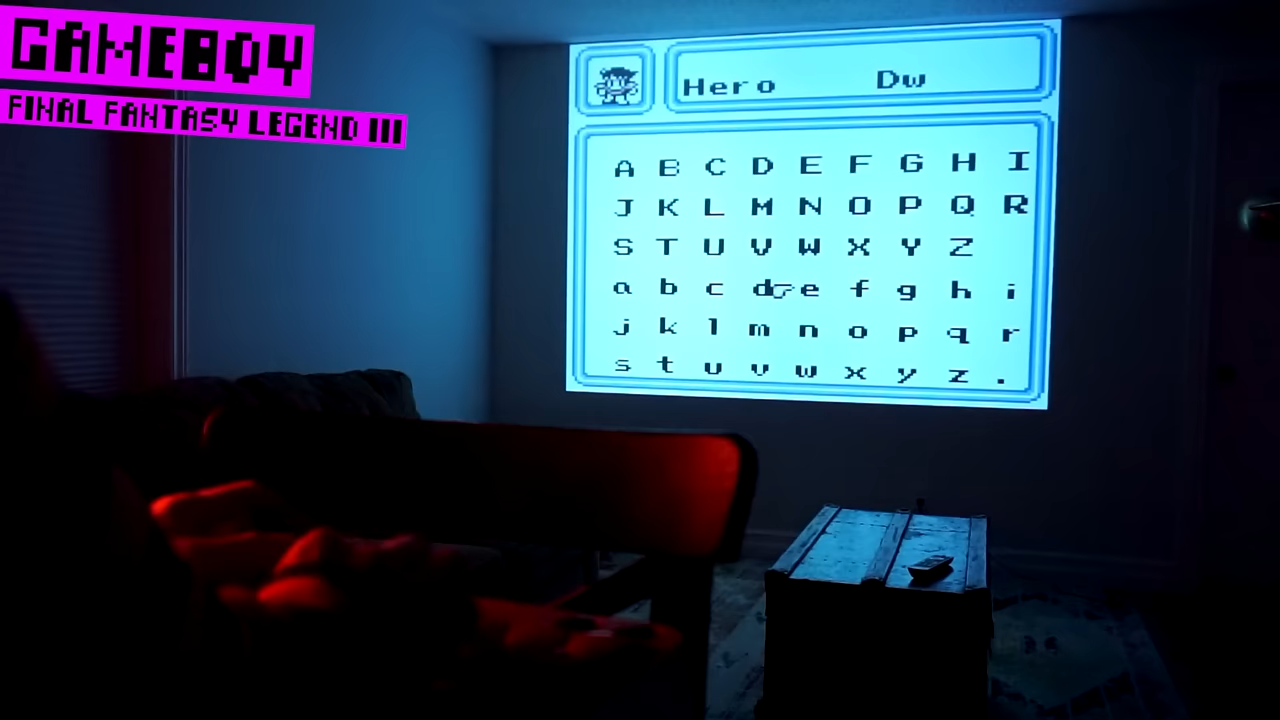 GAMEBOY
FINAL FANTASY LEGEND III
Hero Dw
A B C D E F G H I
J K L M N O P Q R
S T U V W X Y Z
a b c d e f g h i
j k l m n o p q r
s t u v w x y z .